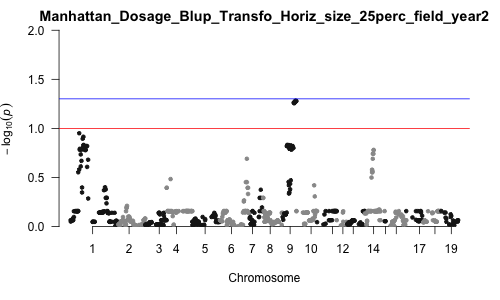 Manhattan_Dosage_Blup_Transfo_Horiz_size_25perc_field_year2
2.0
1.5
1.0
0.5
0.0
− log10(p)
1 2 3 4 5 6 7 8 9 10 12 14 17 19
Chromosome